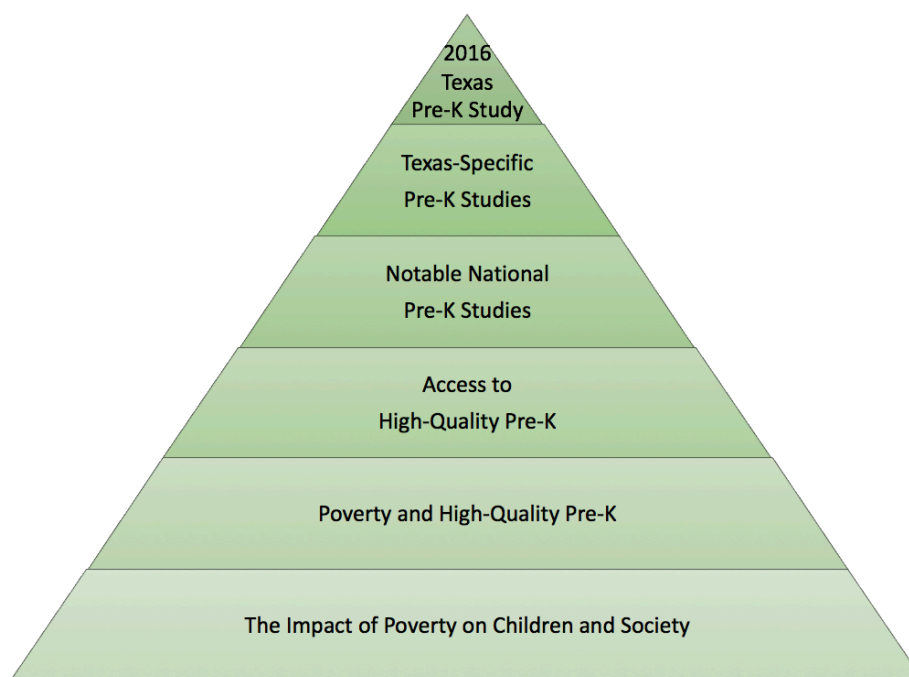 2016
Texas
Pre-K Study
Texas-Specific
Pre-K Studies
Notable National
Pre-K Studies
Access to
High-Quality Pre-K
Poverty and High-Quality Pre-K
The Impact of Poverty on Children and Society